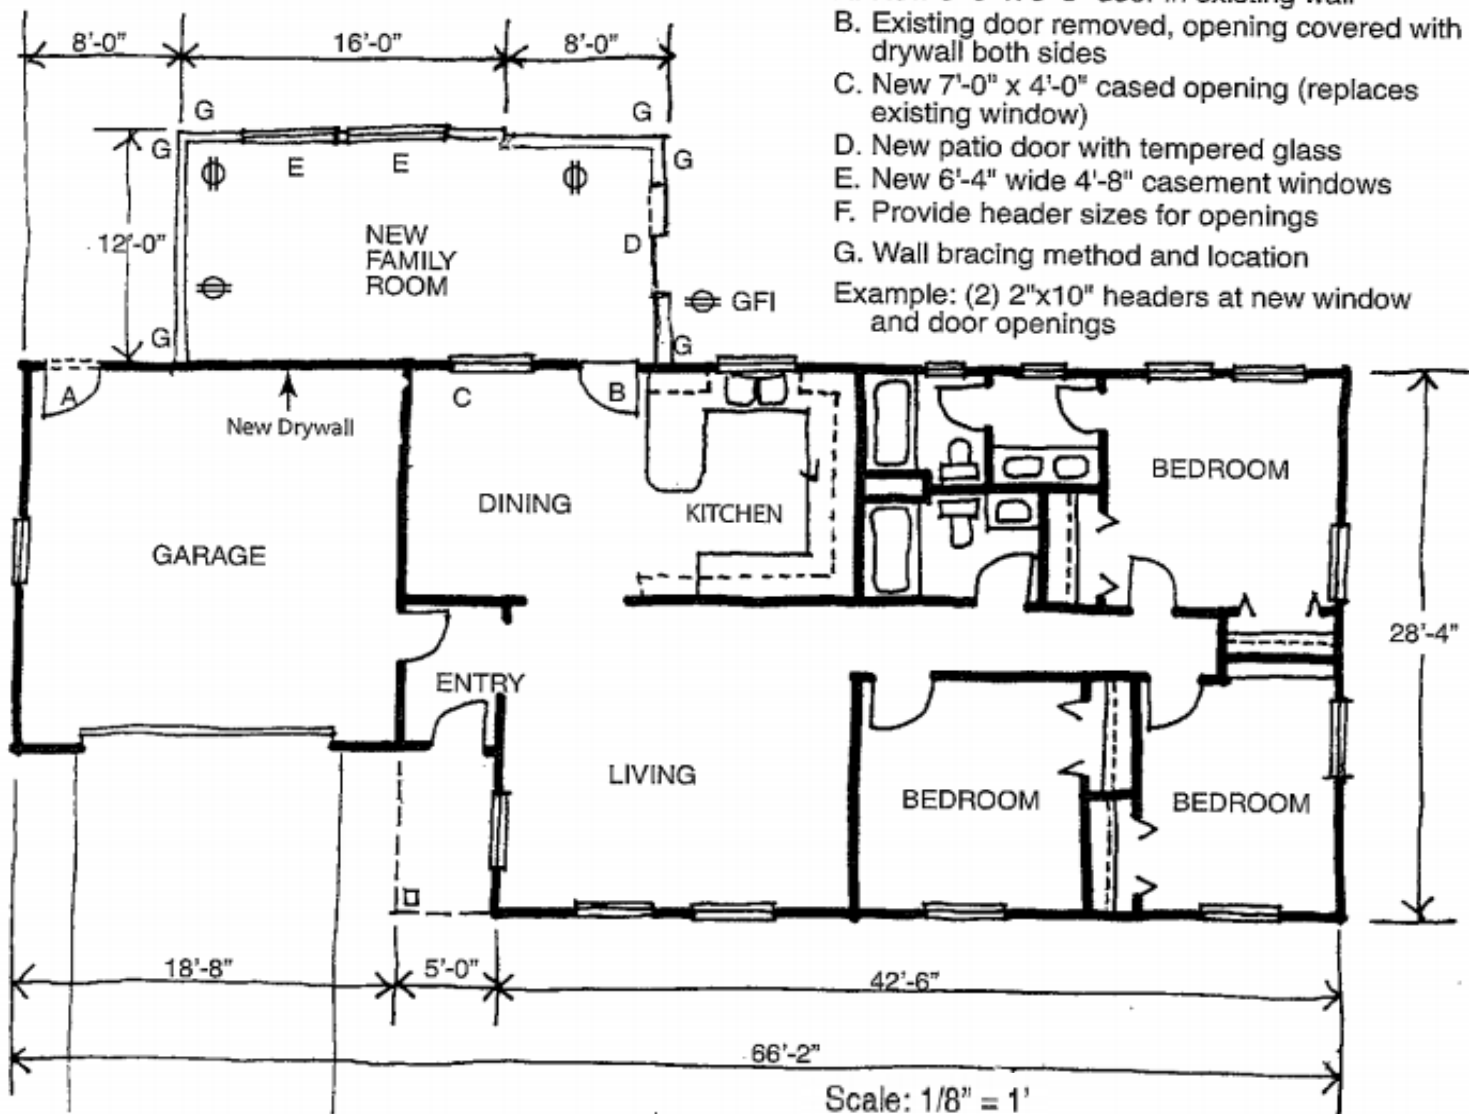 B. Existing door removed, opening covered with
drywall both sides
C. New 7'-0" x 4'-0" cased opening (replaces
existing window)
D. New patio door with tempered glass
E. New 6'-4" wide 4'-8" casement windows
F. Provide header sizes for openings
G. Wall bracing method and location
Example: (2) 2"x10" headers at new window
and door openings
8'-0"
16'-0"
8'-0"
G
G
G
E
E
G
12'-0"
NEW
FAMILY
ROOM
D
GFI
G
G
A
New Drywall
C
B
BEDROOM
DINING
KITCHEN
GARAGE
28'-4"
ENTRY
LIVING
BEDROOM
BEDROOM
18'-8"
5'-0"
42'-6"
66'-2"
Scale: 1/8" = 1'